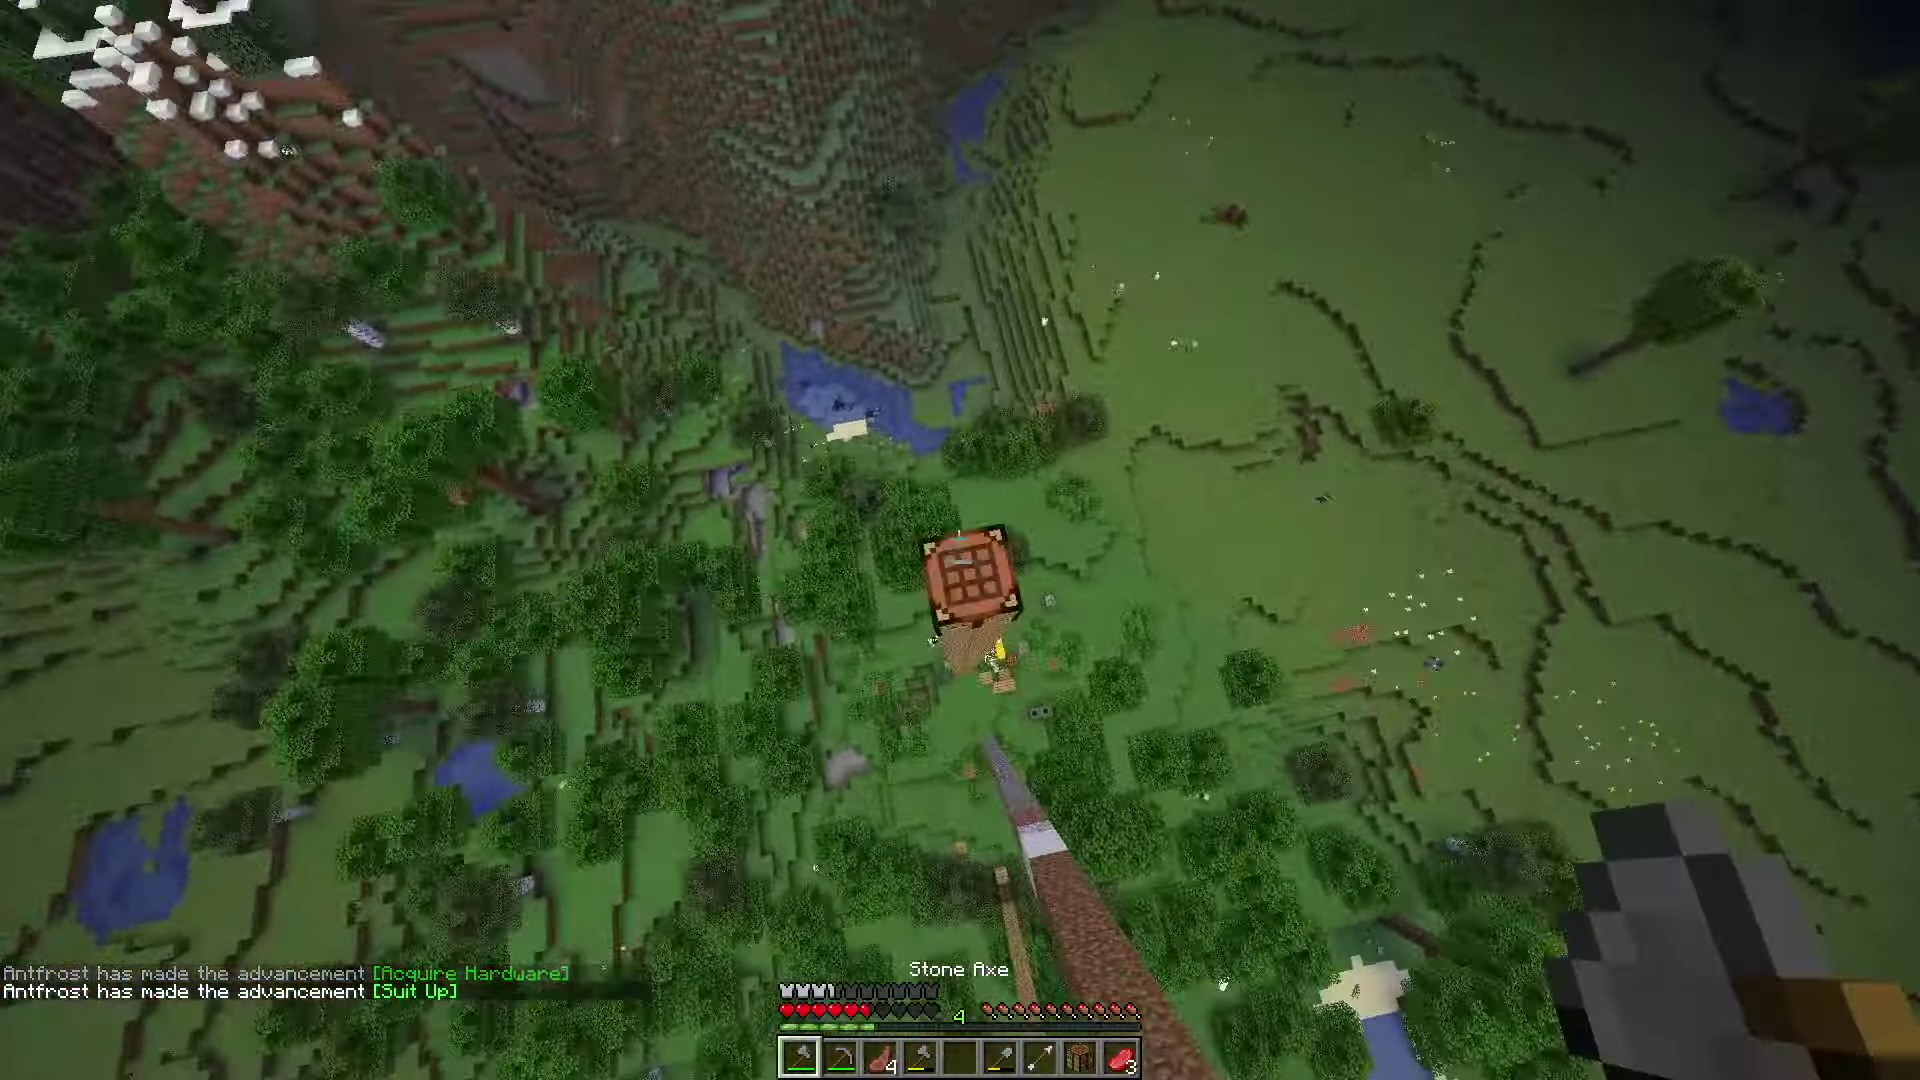 Antfrost has made the advancement [Acquire Hardware]
Antfrost has made the advancement [Suit Up]
Stone Axe
4
4
3